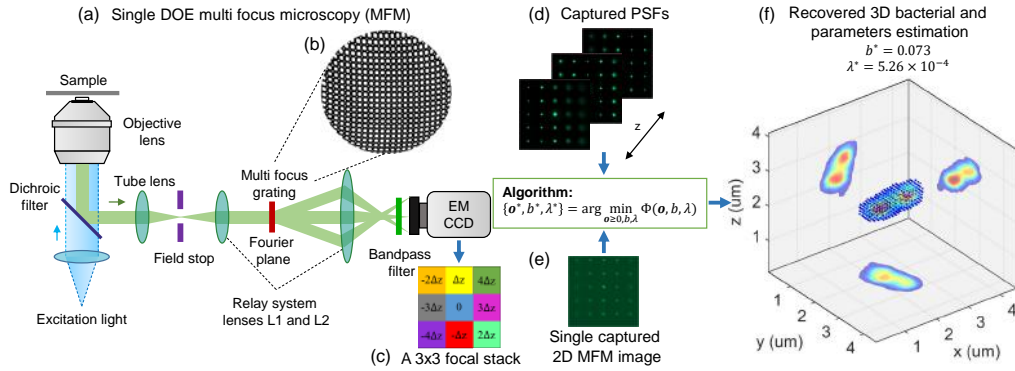 (a) Single DOE multi focus microscopy (MFM)
(b)
Sample
Objective
lens
Dichroic
filter
Tube lens
Field stop
Excitation light
Multi focus
grating
Fourier
plane
Relay system
lenses L1 and L2
Bandpass
filter
EM
CCD
-2Δz Δz 4Δz
-3Δz 0 3Δz
-4Δz -Δz 2Δz
(c) A 3x3 focal stack
(d) Captured PSFs
z
Algorithm:
{𝒐*, b*, λ*} = arg min Φ(𝒐, b, λ)
𝒐≥0,b,λ
(e)
Single captured
2D MFM image
(f) Recovered 3D bacterial and
parameters estimation
b* = 0.073
λ* = 5.26 × 10⁻⁴
4
3
2
1
z (um)
1
2
3
4
y (um)
1
2
3
4
x (um)